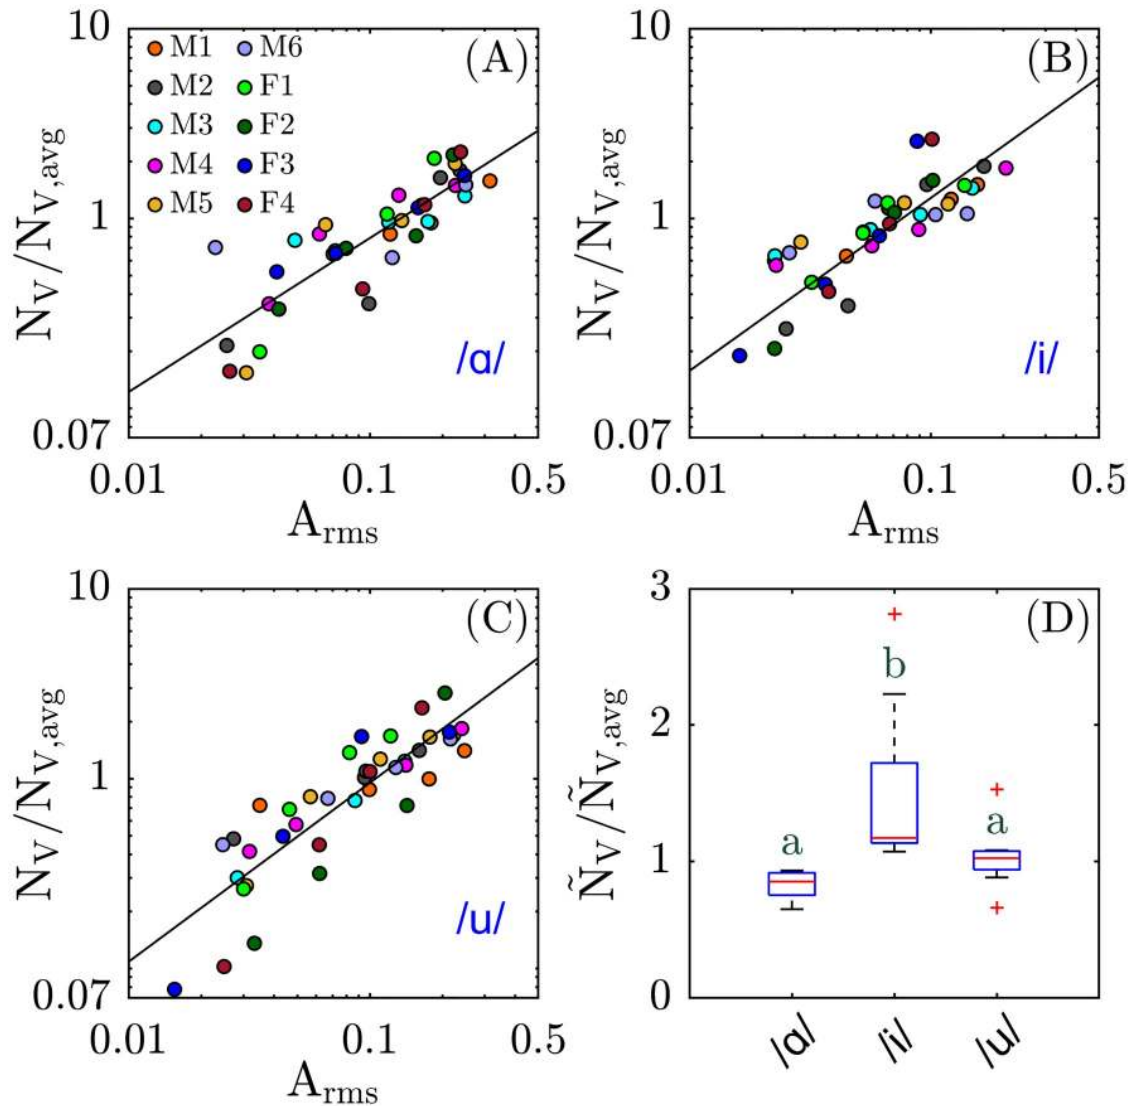 10
(A)
M1 M6
M2 F1
M3 F2
M4 F3
M5 F4
N_V/N_V,avg
1
/ɑ/
0.07
0.01 0.1 0.5
A_rms
10
(B)
N_V/N_V,avg
1
/i/
0.07
0.01 0.1 0.5
A_rms
10
(C)
N_V/N_V,avg
1
/u/
0.07
0.01 0.1 0.5
A_rms
3
(D)
b
2
Ñ_V/Ñ_V,avg
a a
1
0
/ɑ/ /i/ /u/